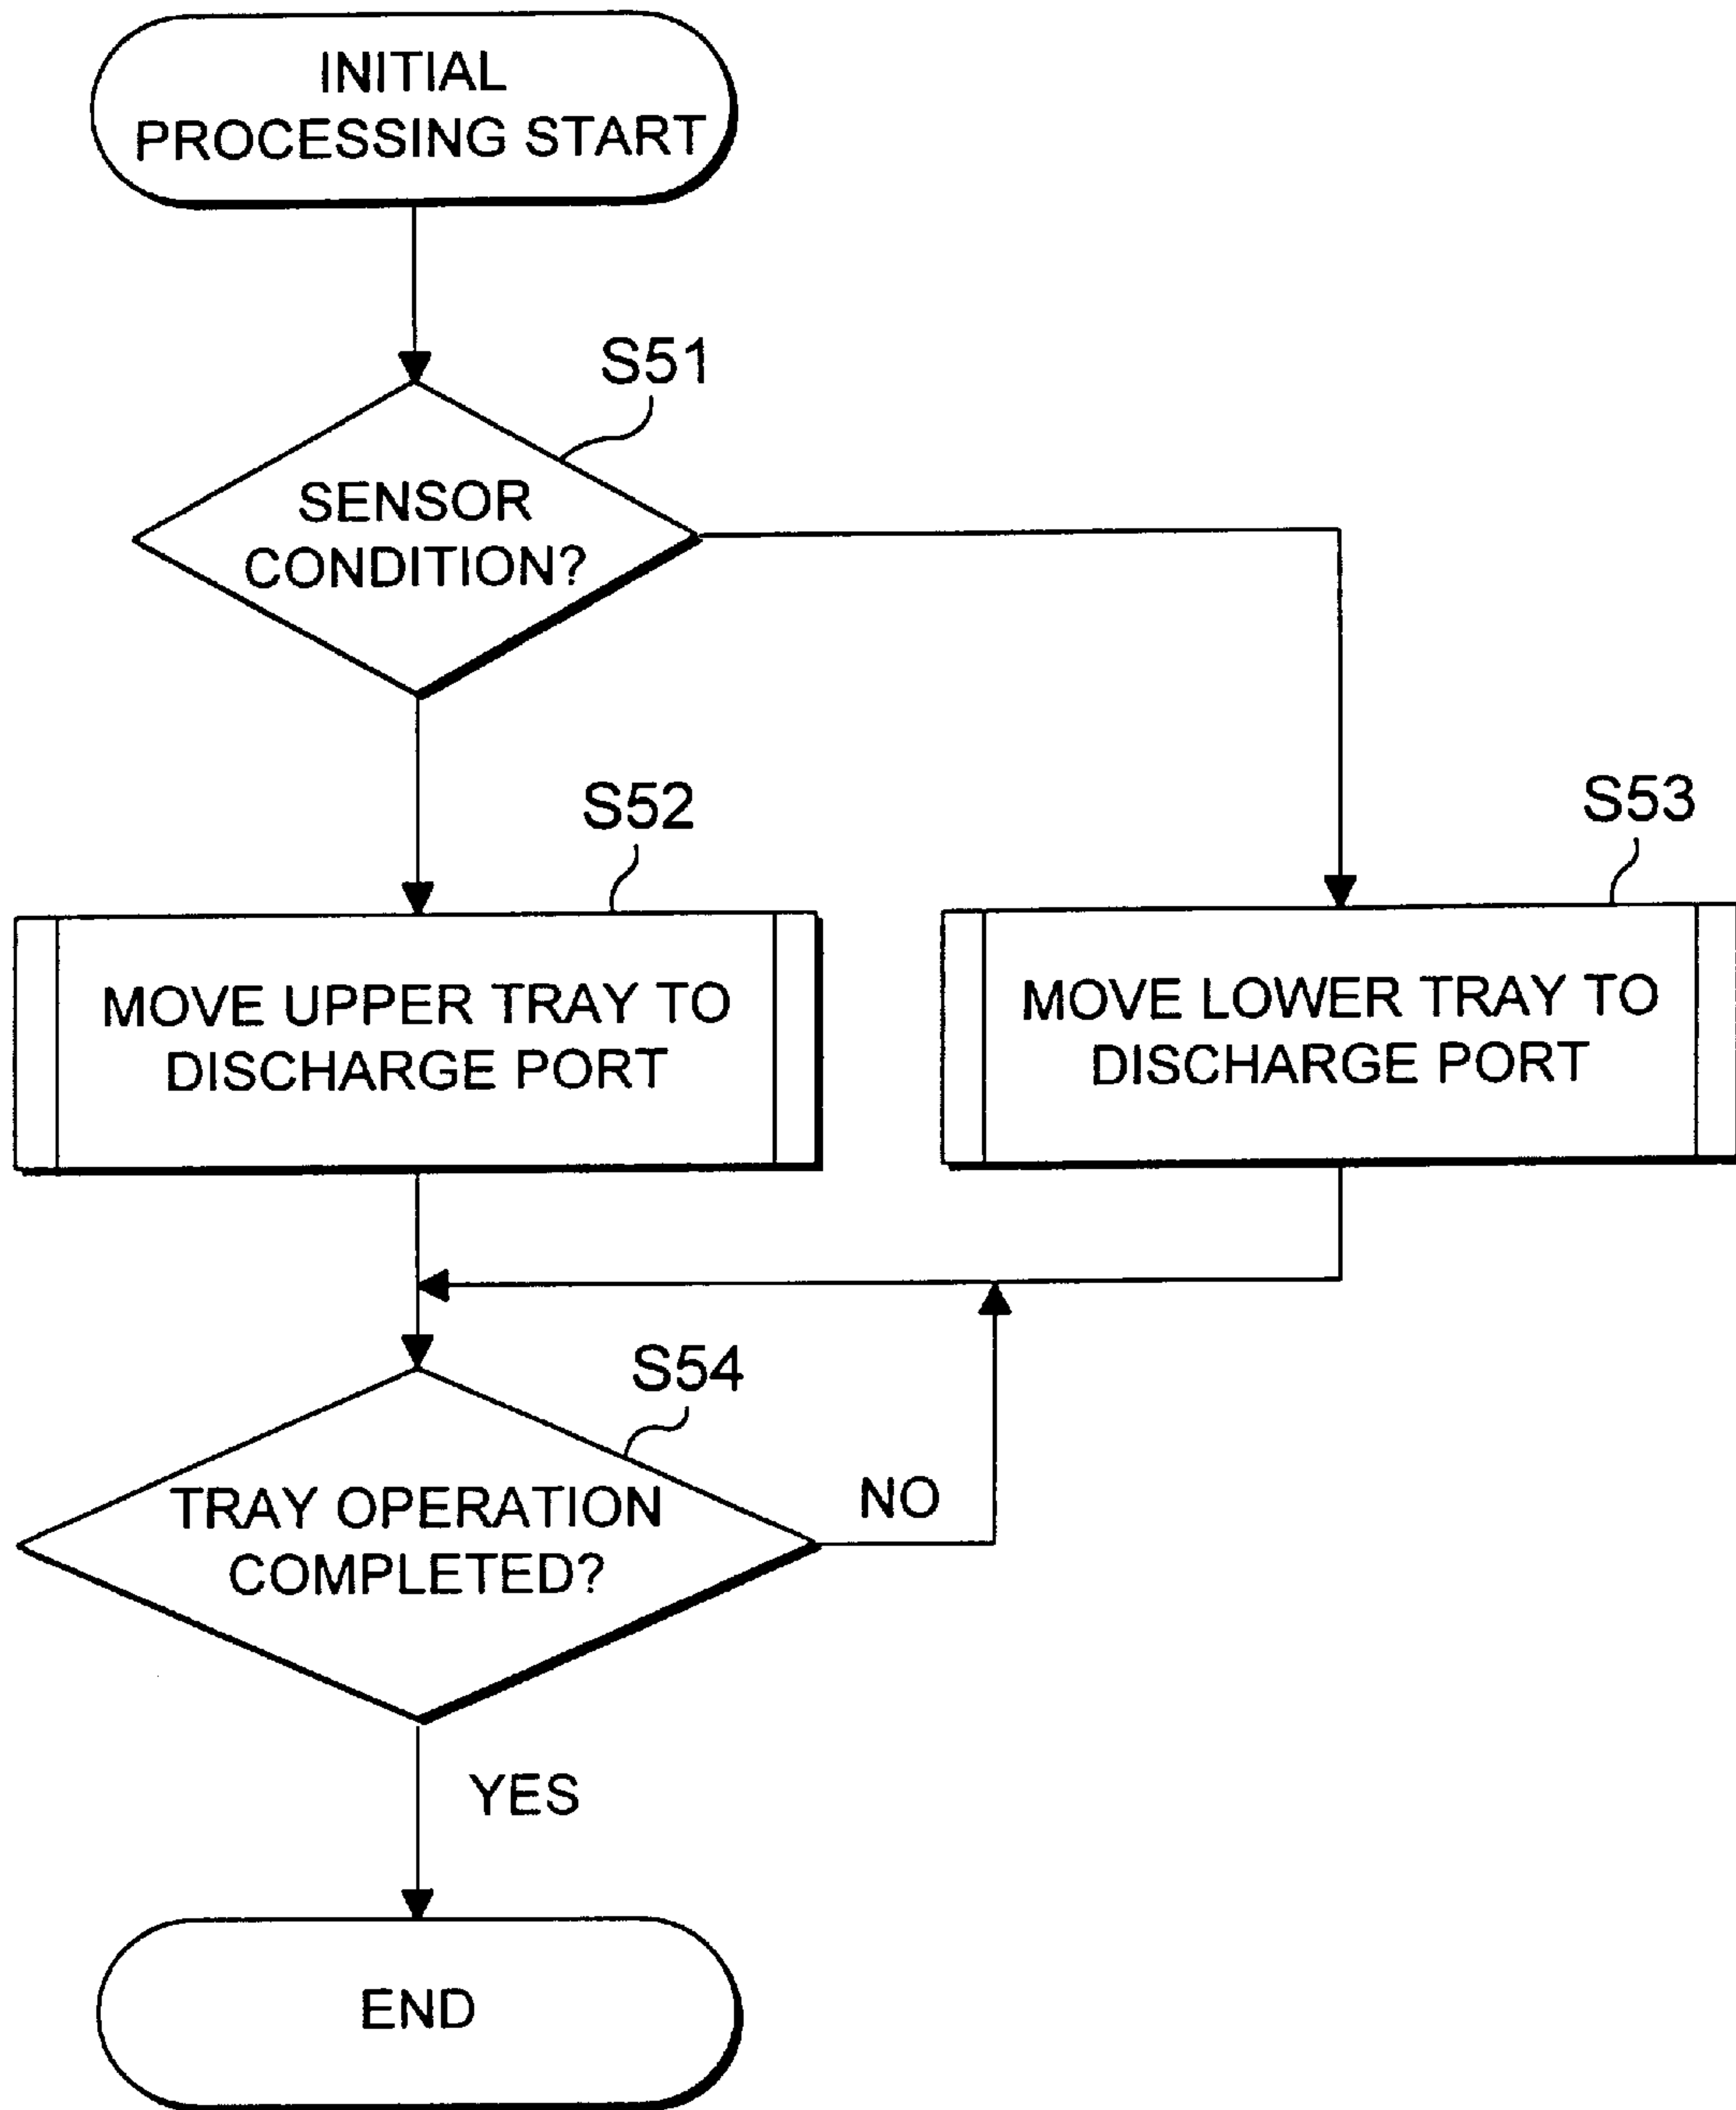 INITIAL
PROCESSING START
S51
SENSOR
CONDITION?
S52
S53
MOVE UPPER TRAY TO
DISCHARGE PORT
MOVE LOWER TRAY TO
DISCHARGE PORT
S54
TRAY OPERATION
COMPLETED?
NO
YES
END